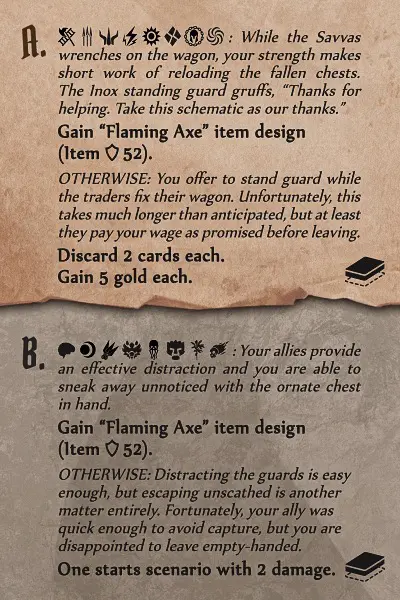 A.
: While the Savvas
wrenches on the wagon, your strength makes
short work of reloading the fallen chests.
The Inox standing guard gruffs, “Thanks for
helping. Take this schematic as our thanks.”
Gain “Flaming Axe” item design
(Item 52).
OTHERWISE: You offer to stand guard while
the traders fix their wagon. Unfortunately, this
takes much longer than anticipated, but at least
they pay your wage as promised before leaving.
Discard 2 cards each.
Gain 5 gold each.
B.
: Your allies provide
an effective distraction and you are able to
sneak away unnoticed with the ornate chest
in hand.
Gain “Flaming Axe” item design
(Item 52).
OTHERWISE: Distracting the guards is easy
enough, but escaping unscathed is another
matter entirely. Fortunately, your ally was
quick enough to avoid capture, but you are
disappointed to leave empty-handed.
One starts scenario with 2 damage.